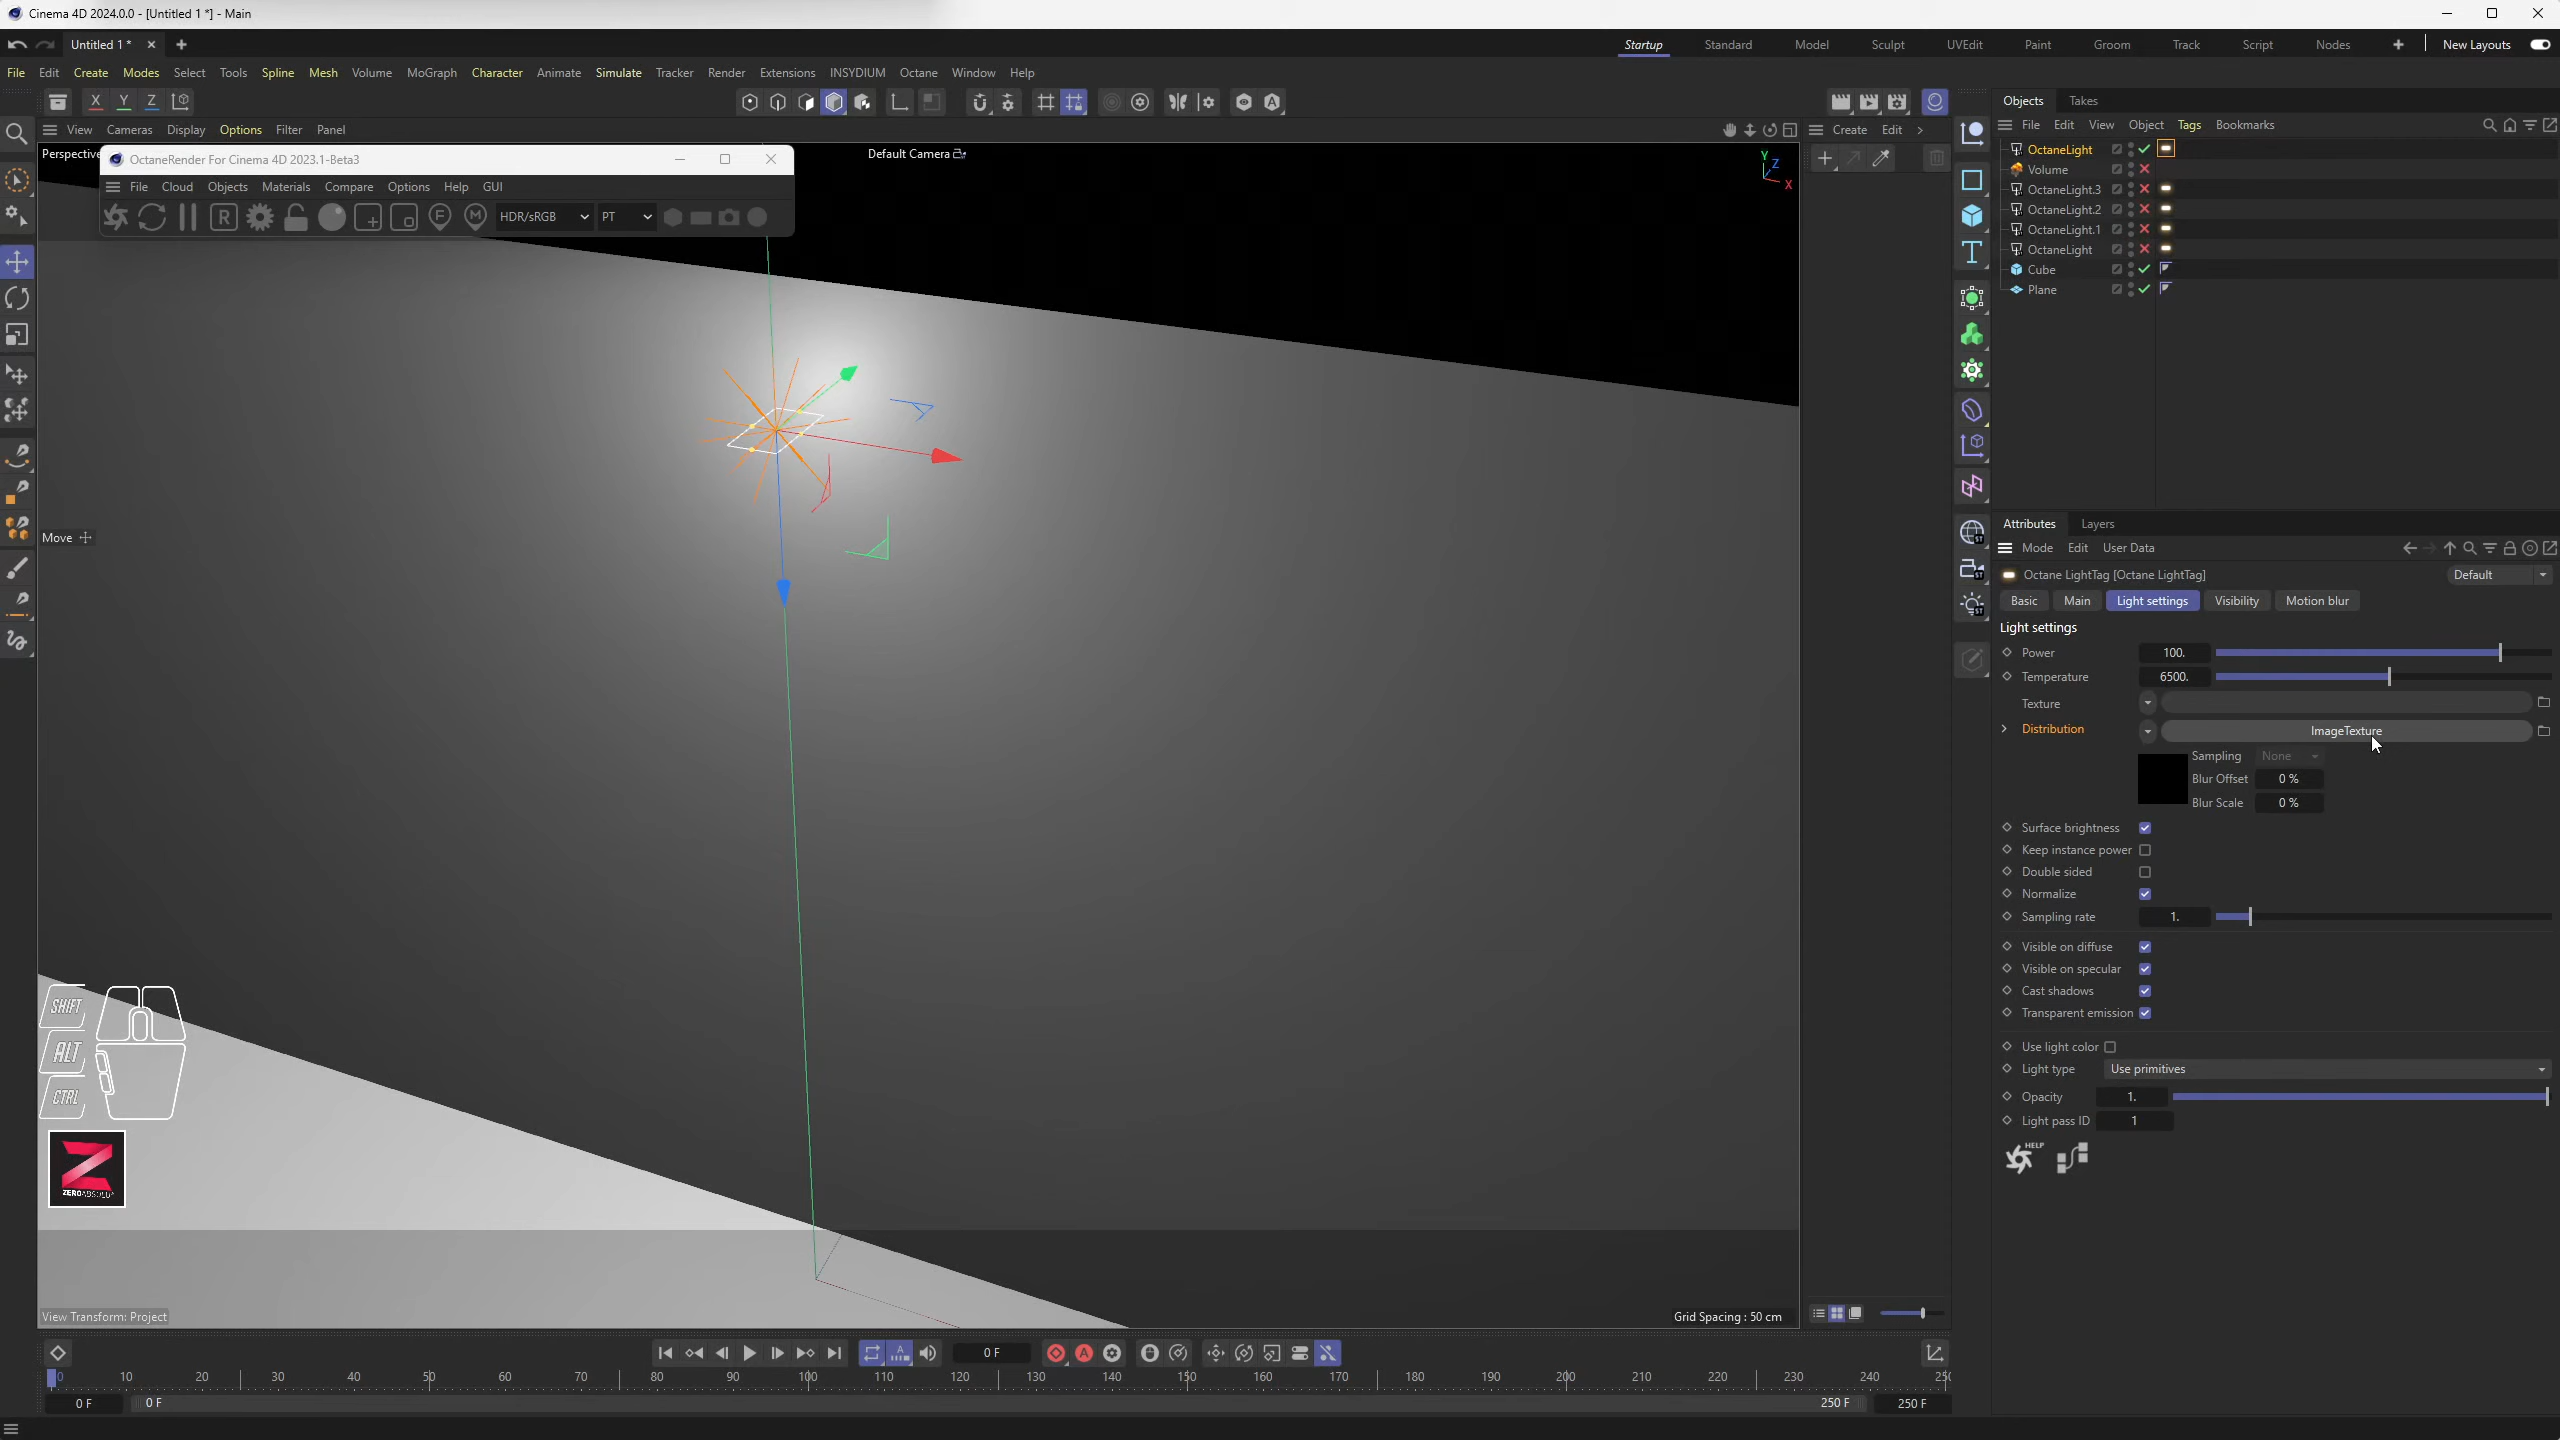 Cinema 4D 2024.0.0 - [Untitled 1 *] - Main
Untitled 1 *
Startup Standard Model Sculpt UVEdit Paint Groom Track Script Nodes New Layouts
File Edit Create Modes Select Tools Spline Mesh Volume MoGraph Character Animate Simulate Tracker Render Extensions INSYDIUM Octane Window Help
X Y Z
Objects Takes
View Cameras Display Options Filter Panel
Create Edit
File Edit View Object Tags Bookmarks
Perspective
Default Camera
OctaneRender For Cinema 4D 2023.1-Beta3
File Cloud Objects Materials Compare Options Help GUI
HDR/sRGB PT
Y
Z
X
OctaneLight
Volume
OctaneLight.3
OctaneLight.2
OctaneLight.1
OctaneLight
Cube
Plane
Move
Attributes Layers
Mode Edit User Data
Octane LightTag [Octane LightTag] Default
Basic Main Light settings Visibility Motion blur
Light settings
Power 100.
Temperature 6500.
Texture
Distribution ImageTexture
Sampling None
Blur Offset 0 %
Blur Scale 0 %
Surface brightness
Keep instance power
Double sided
Normalize
Sampling rate 1.
Visible on diffuse
Visible on specular
Cast shadows
Transparent emission
Use light color
Light type Use primitives
Opacity 1.
Light pass ID 1
HELP
SHIFT
ALT
CTRL
ZEROABSOLUT
View Transform: Project
Grid Spacing : 50 cm
0 F
0 10 20 30 40 50 60 70 80 90 100 110 120 130 140 150 160 170 180 190 200 210 220 230 240
0 F 0 F 250 F 250 F